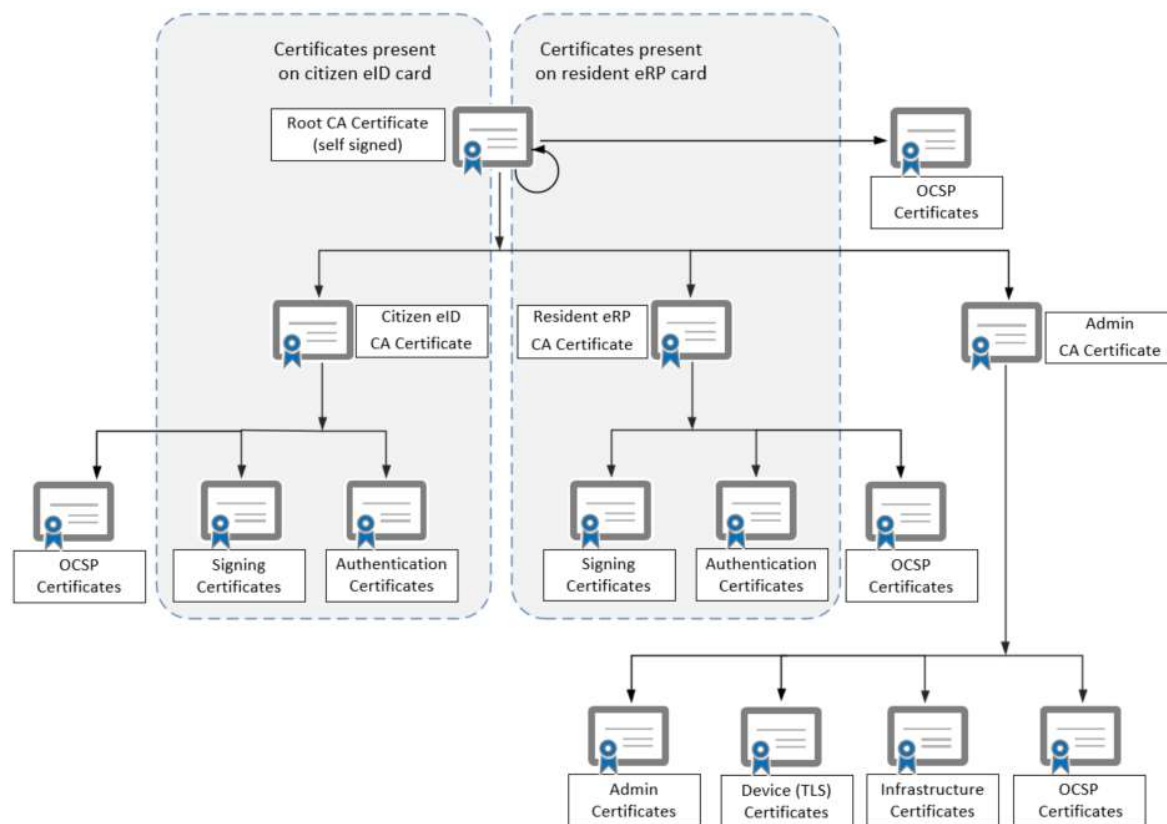 Certificates present
on citizen eID card
Certificates present
on resident eRP card
Root CA Certificate
(self signed)
OCSP
Certificates
Citizen eID
CA Certificate
Resident eRP
CA Certificate
Admin
CA Certificate
OCSP
Certificates
Signing
Certificates
Authentication
Certificates
Signing
Certificates
Authentication
Certificates
OCSP
Certificates
Admin
Certificates
Device (TLS)
Certificates
Infrastructure
Certificates
OCSP
Certificates